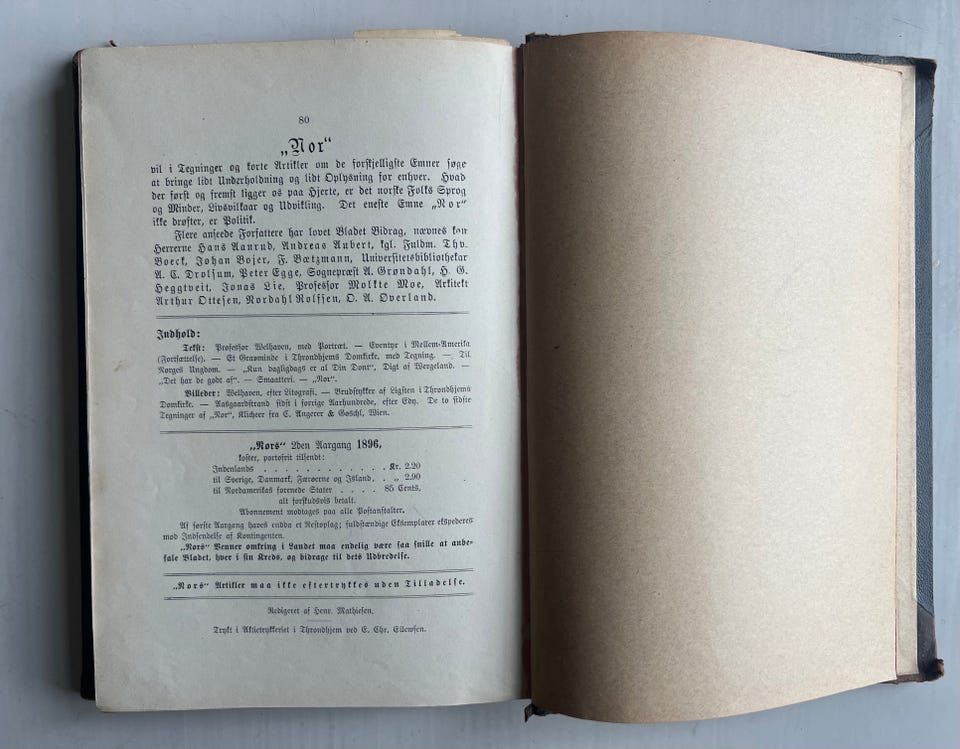 80
„Nor“
vil i Tegninger og korte Artikler om de forskjelligste Emner søge
at bringe lidt Underholdning og lidt Oplysning for enhver. Hvad
der først og fremst ligger os paa Hjerte, er det norske Folks Sprog
og Minder, Livsvilkaar og Udvikling. Det eneste Emne „Nor“
ikke drøfter, er Politik.
Flere ansede Forfattere har lovet Bladet Bidrag, nævnes kan
Herrerne Hans Aanrud, Andreas Aubert, kgl. Fuldm. Thv.
Boeck, Johan Bojer, F. Bætzmann, Universitetsbibliothekar
A. C. Drolsum, Peter Egge, Sognepræst A. Grøndahl, H. G.
Heggtveit, Jonas Lie, Professor Molkte Moe, Arkitekt
Arthur Ottesen, Nordahl Rolfsen, O. A. Øverland.
Indhold:
Tekst: Professor Welhaven, med Portræt. — Eventyr i Mellem-Amerika
(Fortsættelse). — Et Gravminde i Throndhjems Domkirke, med Tegning. — Til
Norges Ungdom. — „Kun dagligdags er al Din Dont“, Digt af Wergeland. —
„Det har de godt af“. — Smaatteri. — „Nor“.
Billeder: Welhaven, efter Litografi. — Brudstykker af Ligsten i Throndhjems
Domkirke. — Aasgaardstrand sidst i forrige Aarhundrede, efter Edy. De to sidste
Tegninger af „Nor“, Klicheer fra C. Angerer & Gøschl, Wien.
„Nors“ 2den Aargang 1896,
koster, portofrit tilsendt:
Indenlands . . . . . . . . . . . . Kr. 2.20
til Sverige, Danmark, Færøerne og Island. . „ 2.90
til Nordamerikas forenede Stater . . . . 85 Cents,
alt forskudsvis betalt.
Abonnement modtages paa alle Postanstalter.
Af første Aargang haves endda et Restoplag; fuldstændige Eksemplarer ekspederes
mod Indsendelse af Kontingenten.
„Nors“ Venner omkring i Landet maa endelig være saa snille at anbe-
fale Bladet, hver i sin Kreds, og bidrage til dets Udbredelse.
„Nors“ Artikler maa ikke eftertrykkes uden Tilladelse.
Redigeret af Henr. Mathiesen.
Trykt i Aktietrykkeriet i Throndhjem ved E. Chr. Ellewsen.